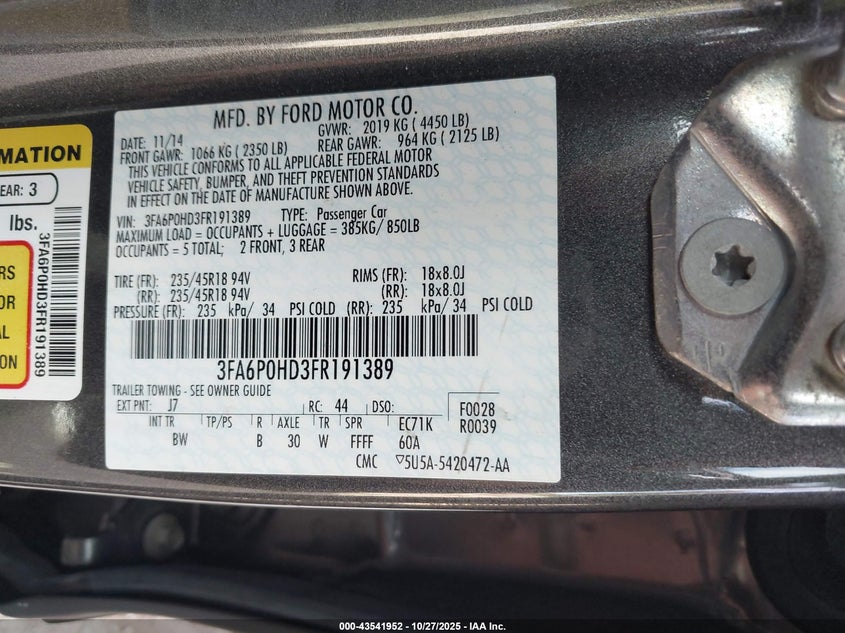 MFD. BY FORD MOTOR CO.
DATE: 11/14 GVWR: 2019 KG ( 4450 LB)
FRONT GAWR: 1066 KG ( 2350 LB) REAR GAWR: 964 KG ( 2125 LB)
THIS VEHICLE CONFORMS TO ALL APPLICABLE FEDERAL MOTOR
VEHICLE SAFETY, BUMPER, AND THEFT PREVENTION STANDARDS
IN EFFECT ON THE DATE OF MANUFACTURE SHOWN ABOVE.
VIN: 3FA6P0HD3FR191389 TYPE: Passenger Car
MAXIMUM LOAD = OCCUPANTS + LUGGAGE = 385KG/ 850LB
OCCUPANTS = 5 TOTAL; 2 FRONT, 3 REAR
TIRE (FR): 235/45R18 94V RIMS (FR): 18x8.0J
(RR): 235/45R18 94V (RR): 18x8.0J
PRESSURE (FR): 235 kPa/ 34 PSI COLD (RR): 235 kPa/ 34 PSI COLD
3FA6P0HD3FR191389
TRAILER TOWING - SEE OWNER GUIDE
EXT PNT: J7 RC: 44 DSO: F0028
INT TR TP/PS R AXLE TR SPR EC71K R0039
BW B 30 W FFFF 60A
CMC ▽5U5A-5420472-AA
RMATION
EAR: 3
lbs.
3FA6P0HD3FR191389
RS
OR
AL
ON
000-43541952 | 10/27/2025 - IAA Inc.